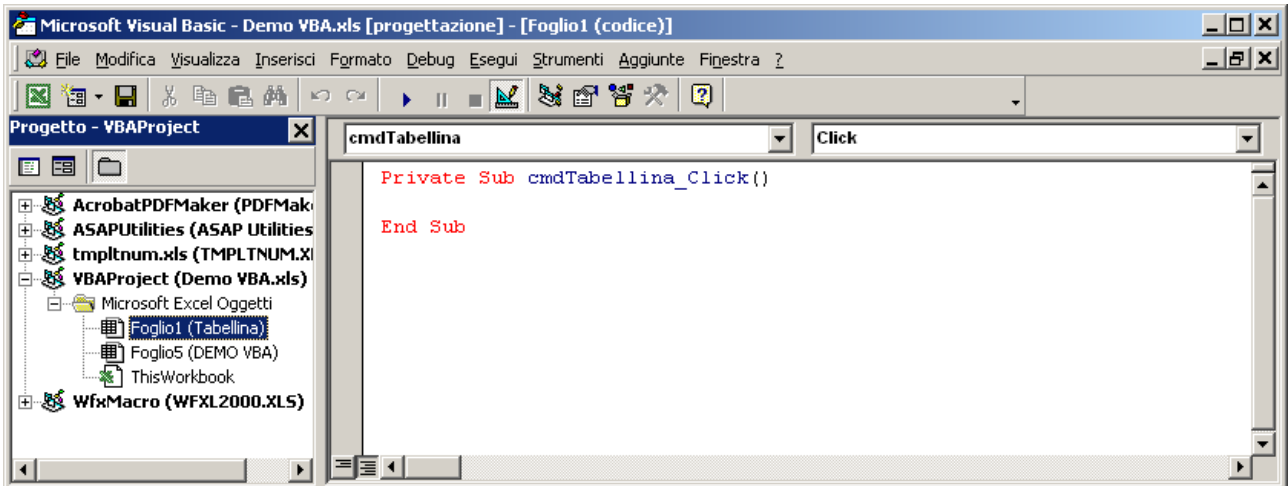 Microsoft Visual Basic - Demo VBA.xls [progettazione] - [Foglio1 (codice)]
File Modifica Visualizza Inserisci Formato Debug Esegui Strumenti Aggiunte Finestra ?
Progetto - VBAProject
cmdTabellina
Click
AcrobatPDFMaker (PDFMak
ASAPUtilities (ASAP Utilities
tmpltnum.xls (TMPLTNUM.X
VBAProject (Demo VBA.xls)
Microsoft Excel Oggetti
Foglio1 (Tabellina)
Foglio5 (DEMO VBA)
ThisWorkbook
WfxMacro (WFXL2000.XLS)
Private Sub cmdTabellina_Click()
End Sub